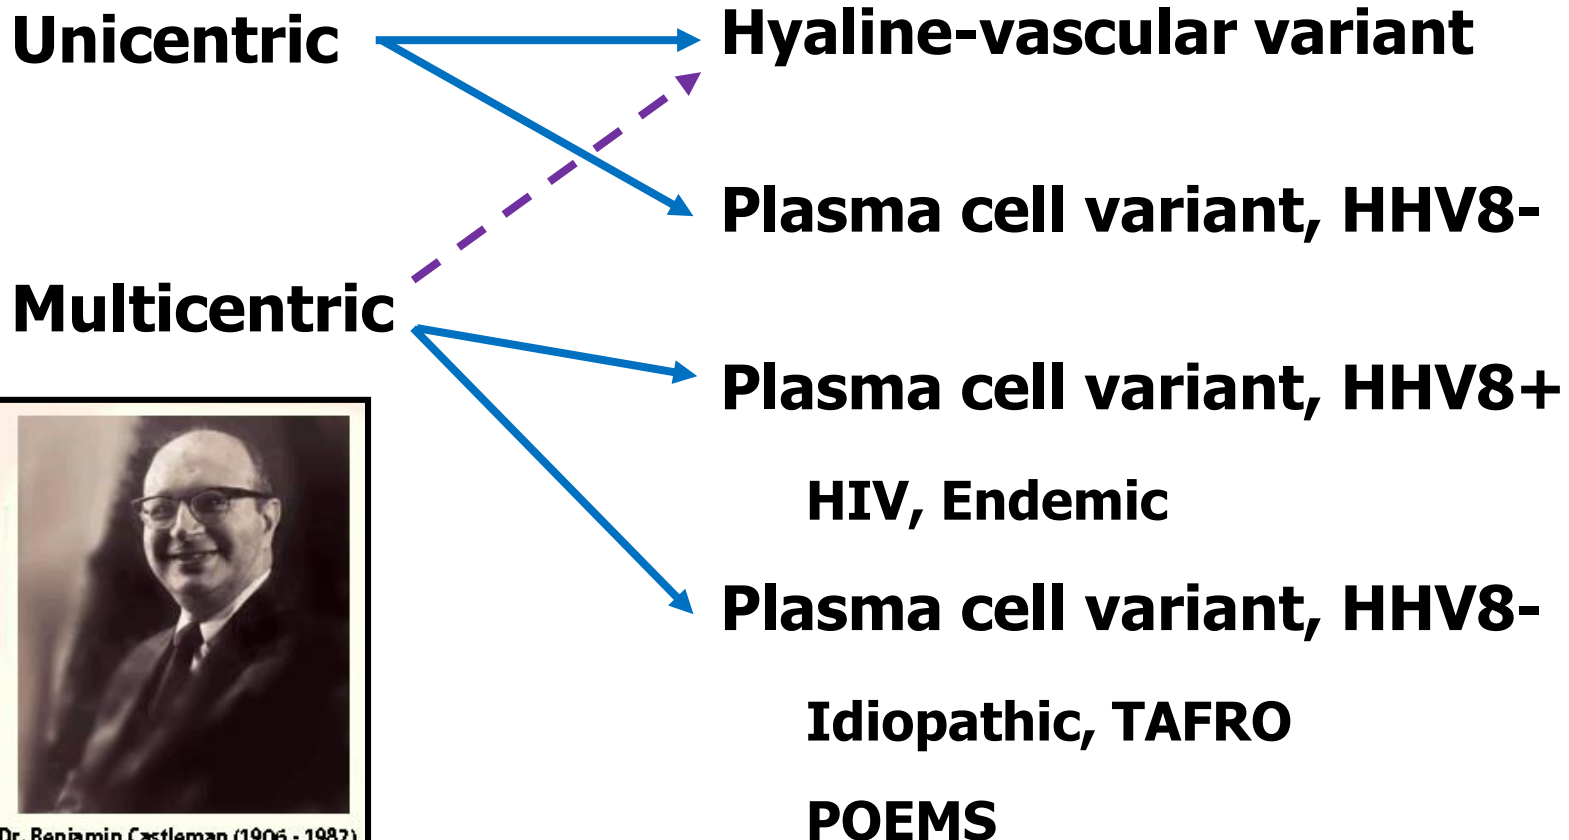 Unicentric
Hyaline-vascular variant
Plasma cell variant, HHV8-
Multicentric
Plasma cell variant, HHV8+
HIV, Endemic
Plasma cell variant, HHV8-
Idiopathic, TAFRO
POEMS
Dr. Benjamin Castleman (1906 - 1982)